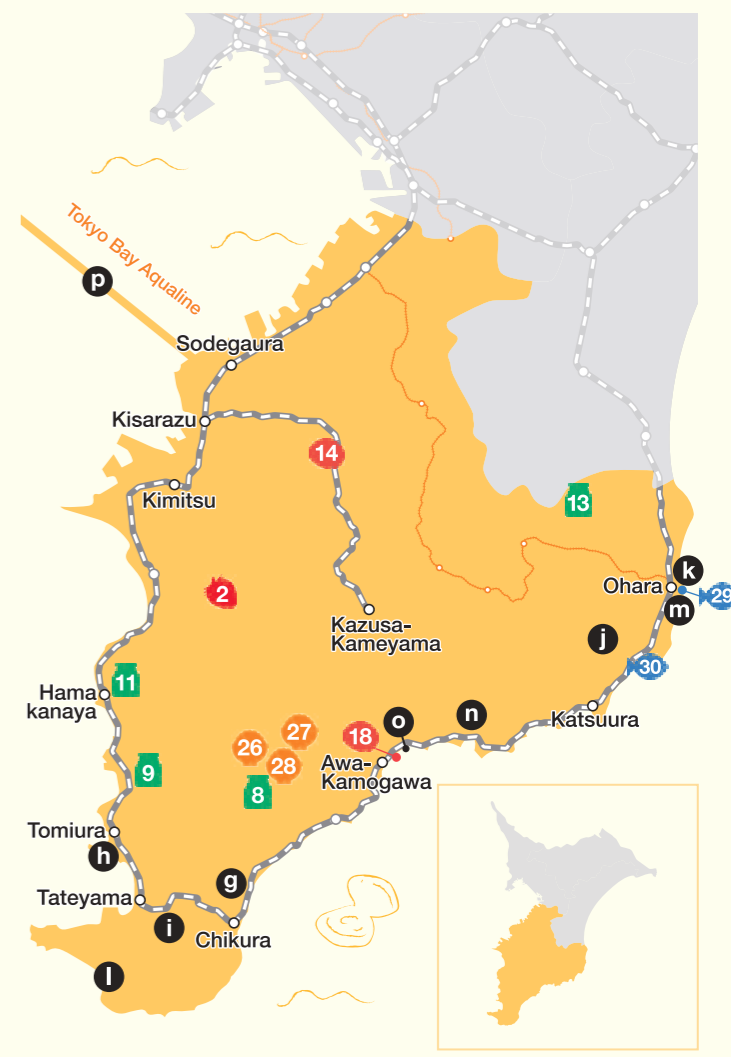 Tokyo Bay Aqualine
p
Sodegaura
Kisarazu
14
Kimitsu
13
2
Kazusa-
Kameyama
Ohara
k
29
m
j
30
11
Hama
kanaya
Katsuura
n
o
18
27
26
28
Awa-
Kamogawa
9
8
Tomiura
h
g
Tateyama
i
Chikura
l